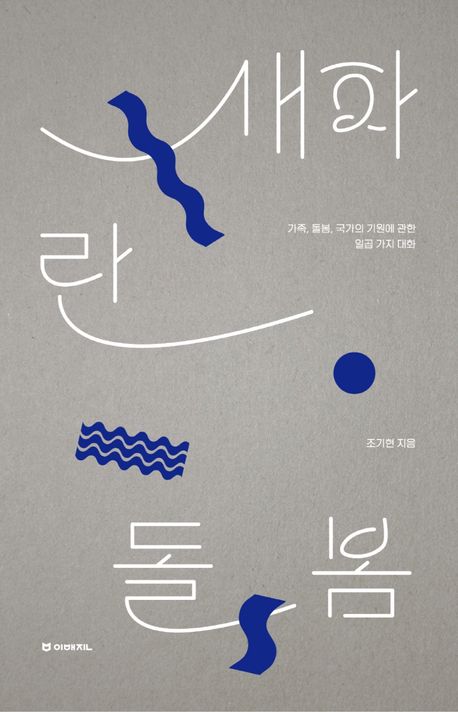 새파
가족, 돌봄, 국가의 기원에 관한
일곱 가지 대화
란
조기현 지음
돌 봄
이매진